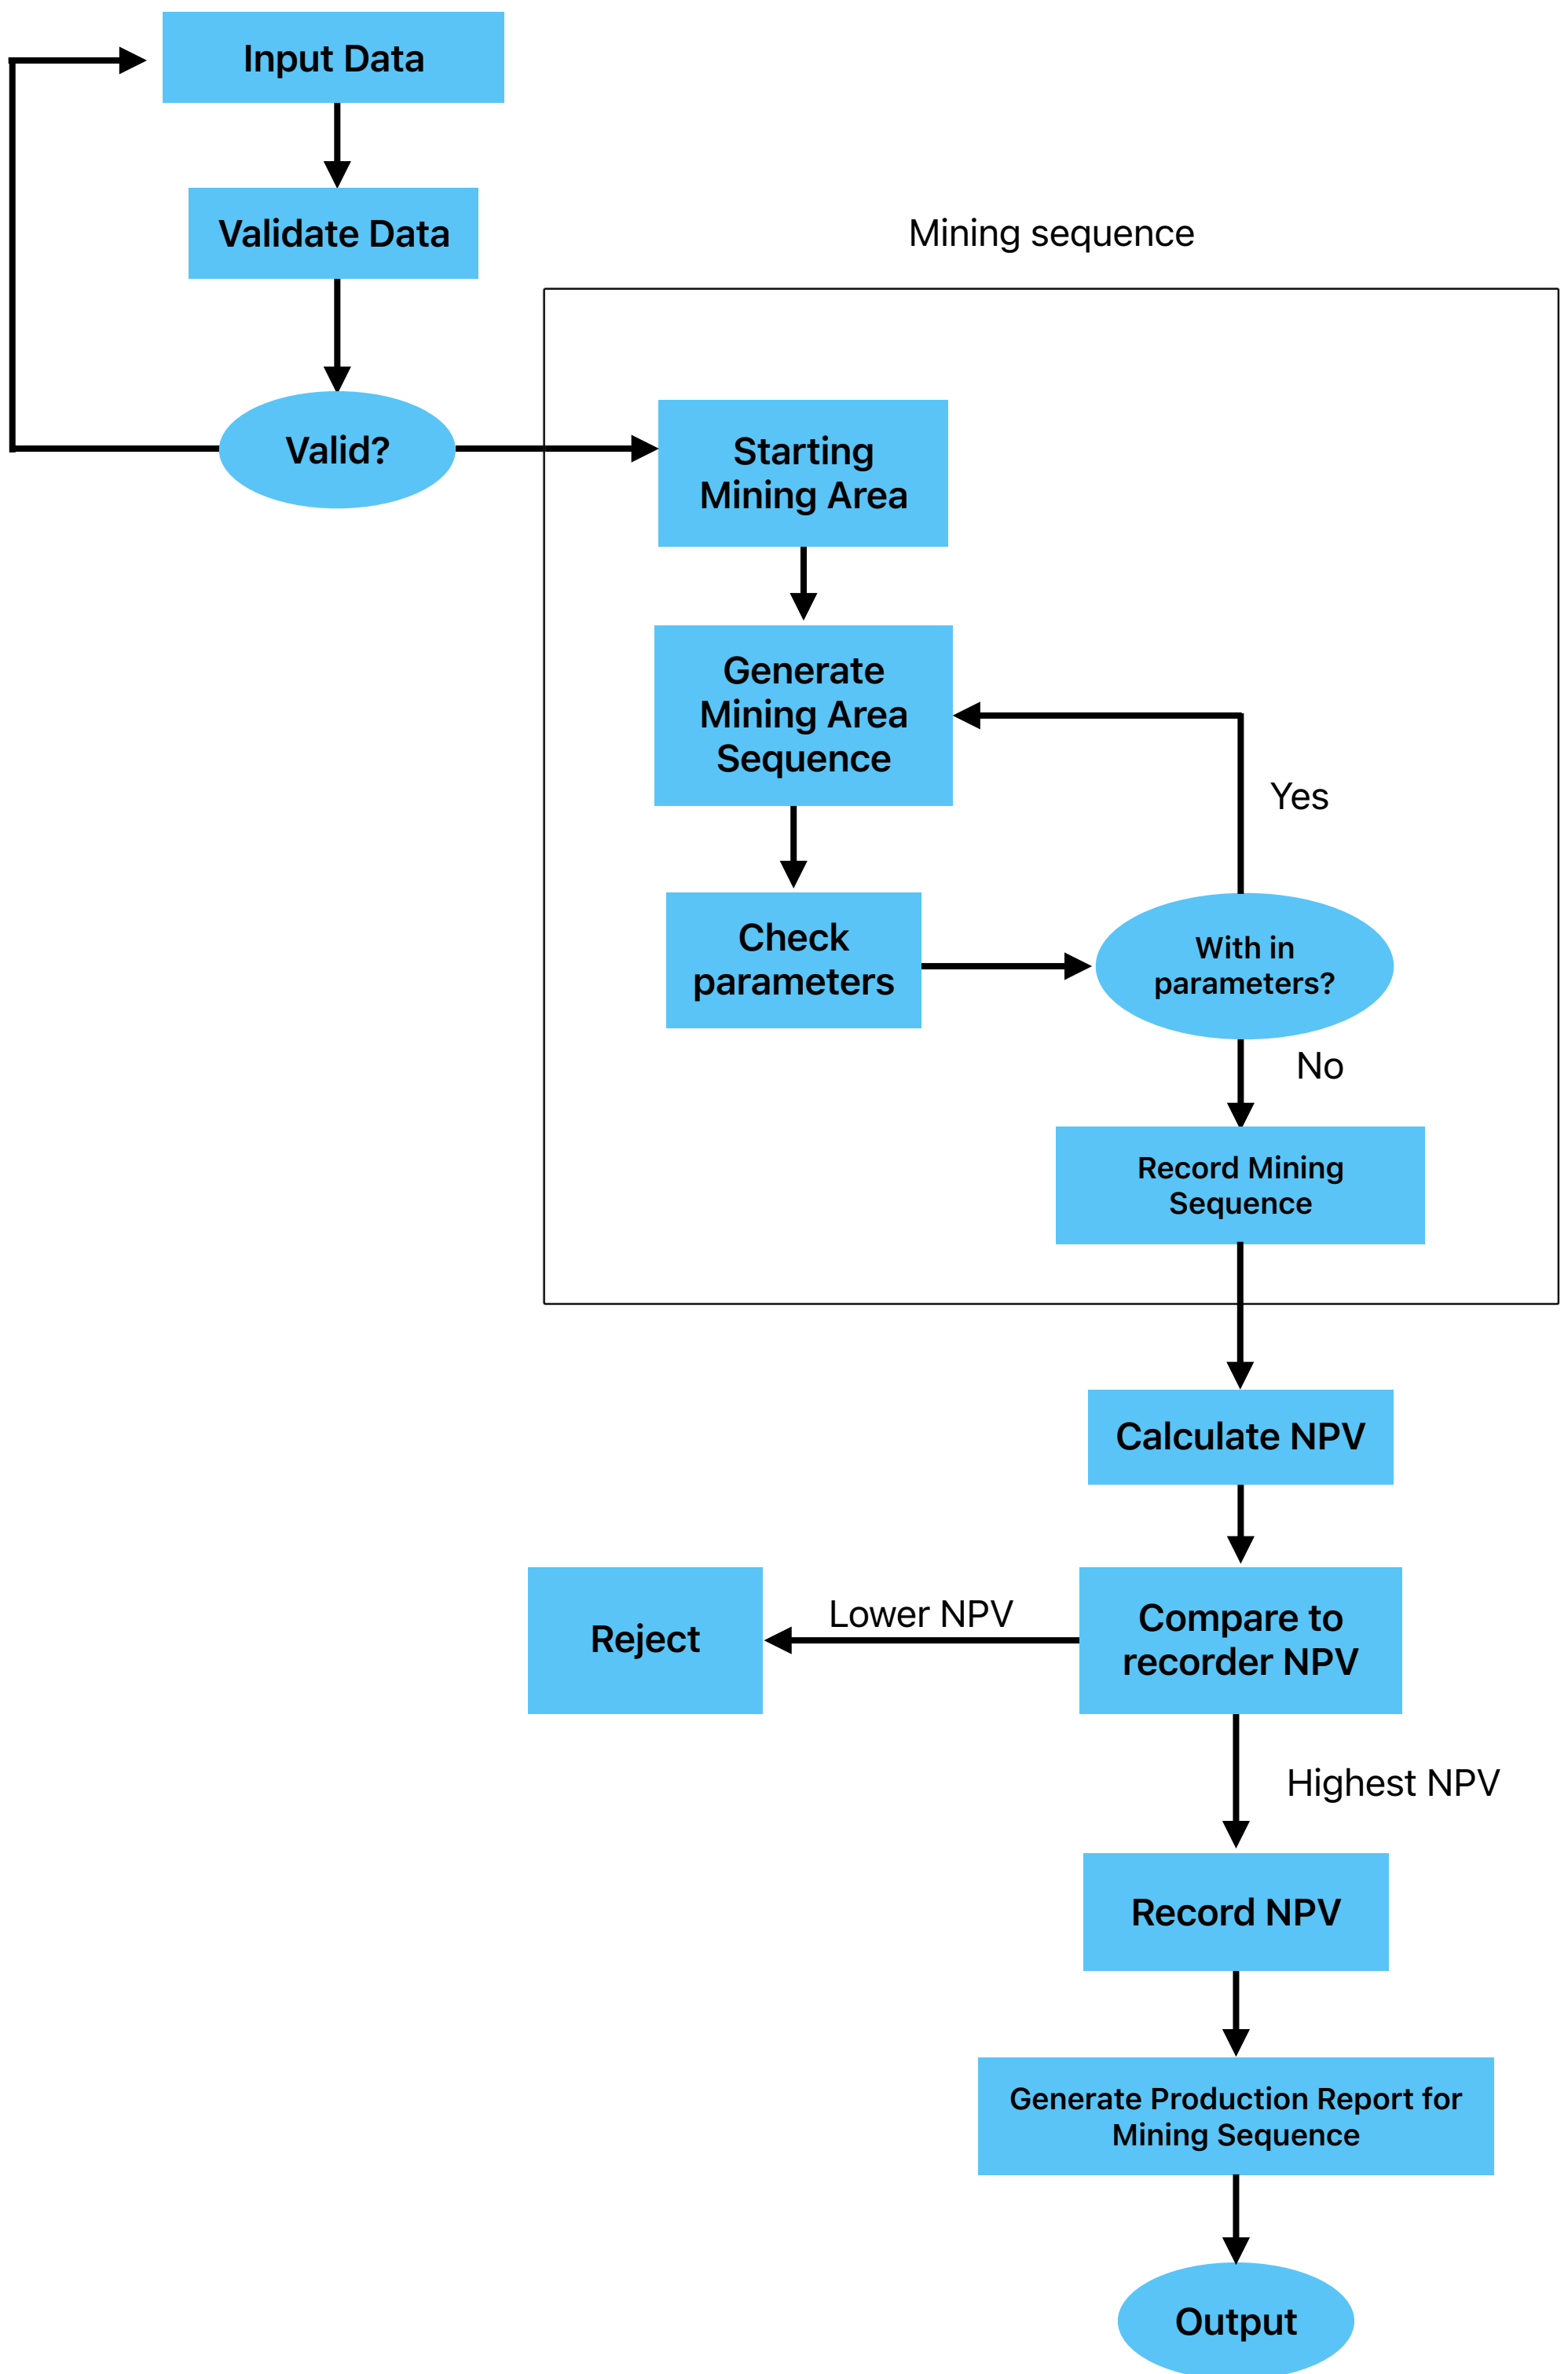 Input Data
Validate Data
Mining sequence
Valid?
Starting
Mining Area
Generate
Mining Area
Sequence
Yes
Check
parameters
With in
parameters?
No
Record Mining
Sequence
Calculate NPV
Reject
Lower NPV
Compare to
recorder NPV
Highest NPV
Record NPV
Generate Production Report for
Mining Sequence
Output